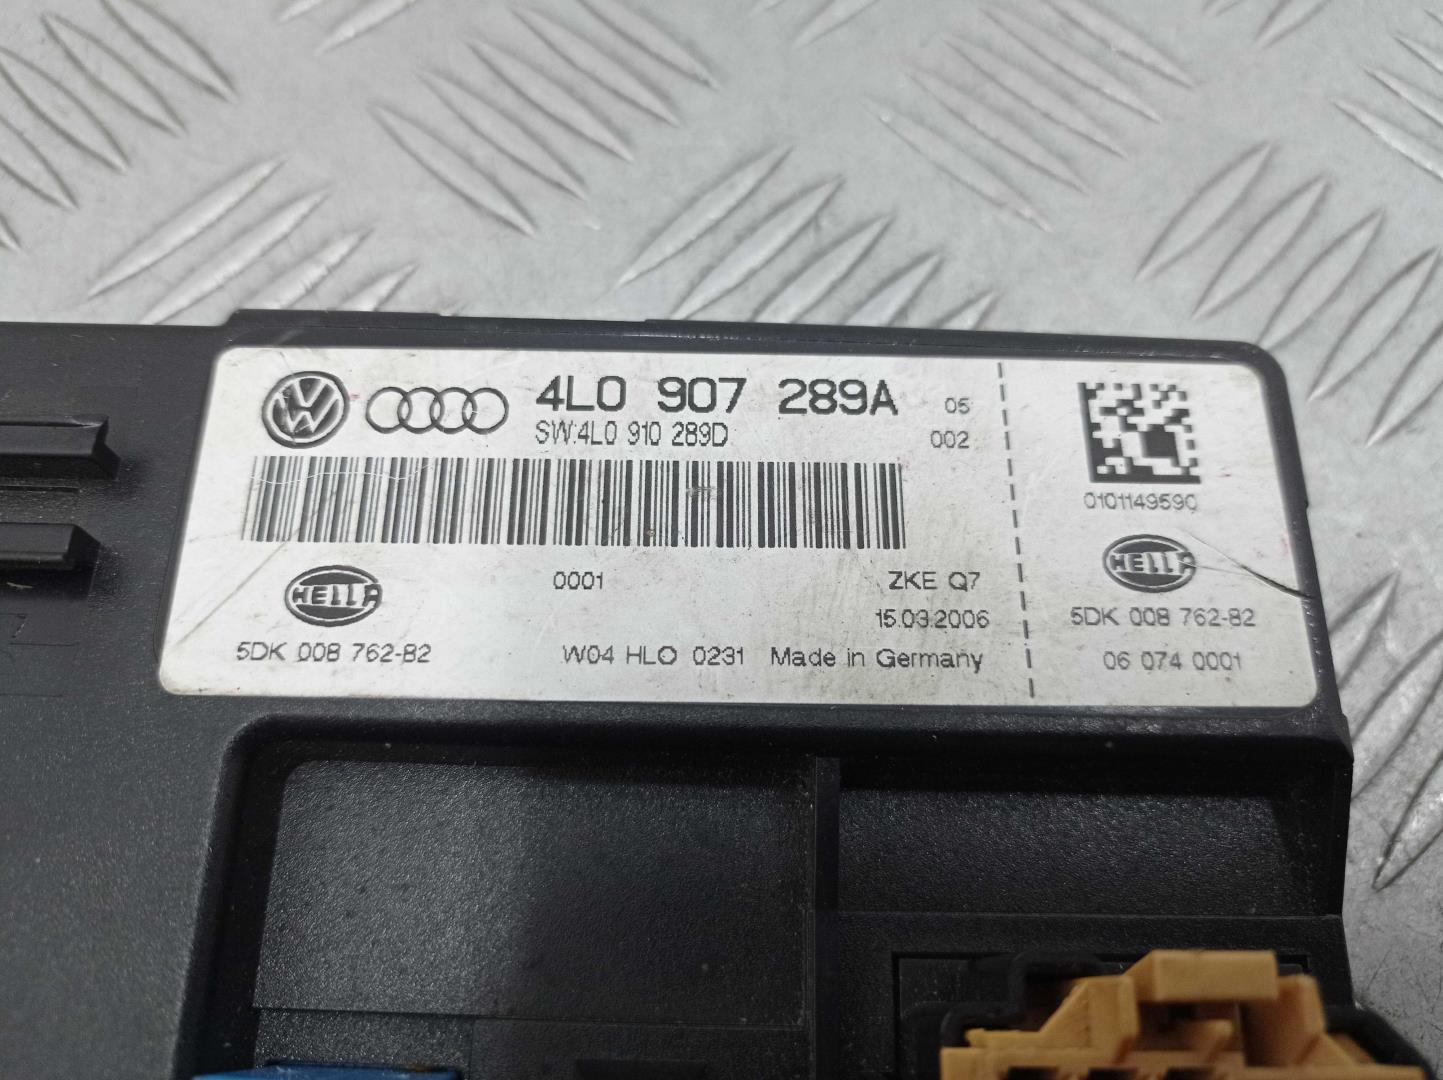 4L0 907 289A 05
SW:4L0 910 289D 002
0001 ZKE Q7
HELLA
15.03.2006
5DK 008 762-82 W04 HLO 0231 Made in Germany
0101149590
HELLA
5DK 008 762-82
06 074 0001